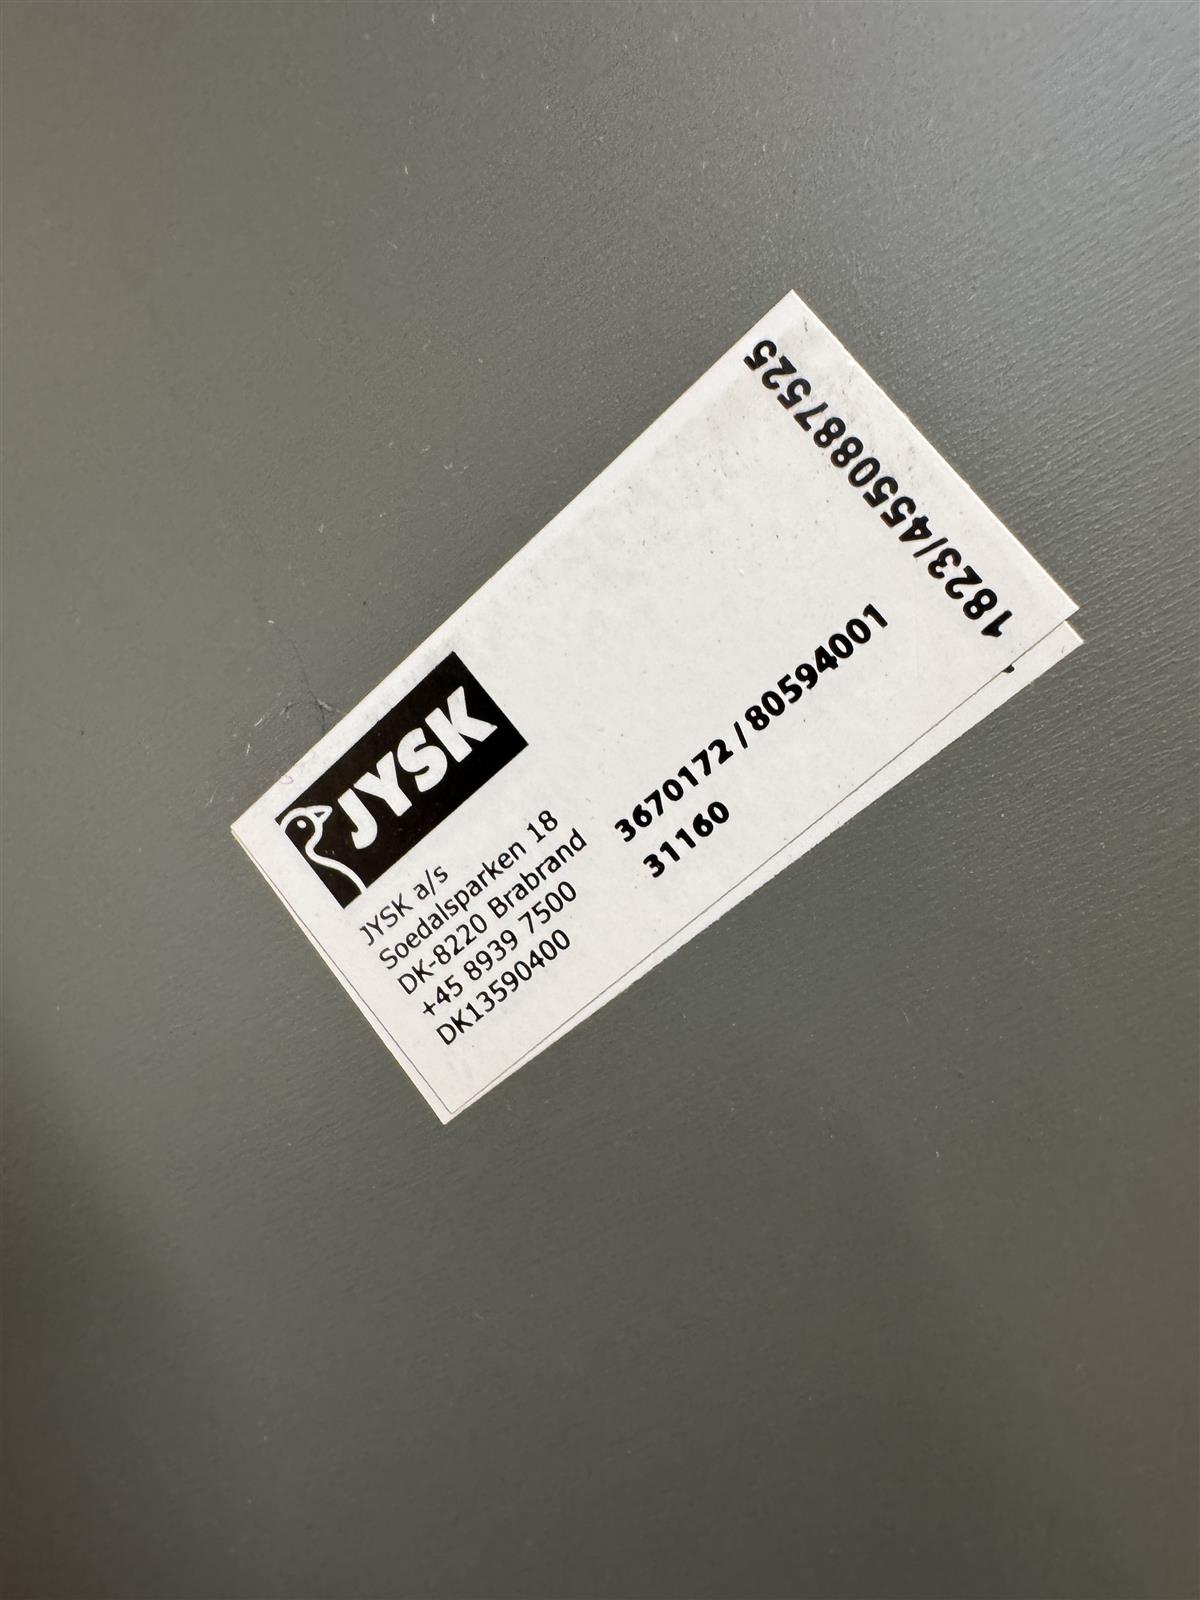 JYSK
JYSK a/s
Soedalsparken 18
DK-8220 Brabrand
+45 8939 7500
DK13590400
3670172 / 80594001
31160
1823/4550887525